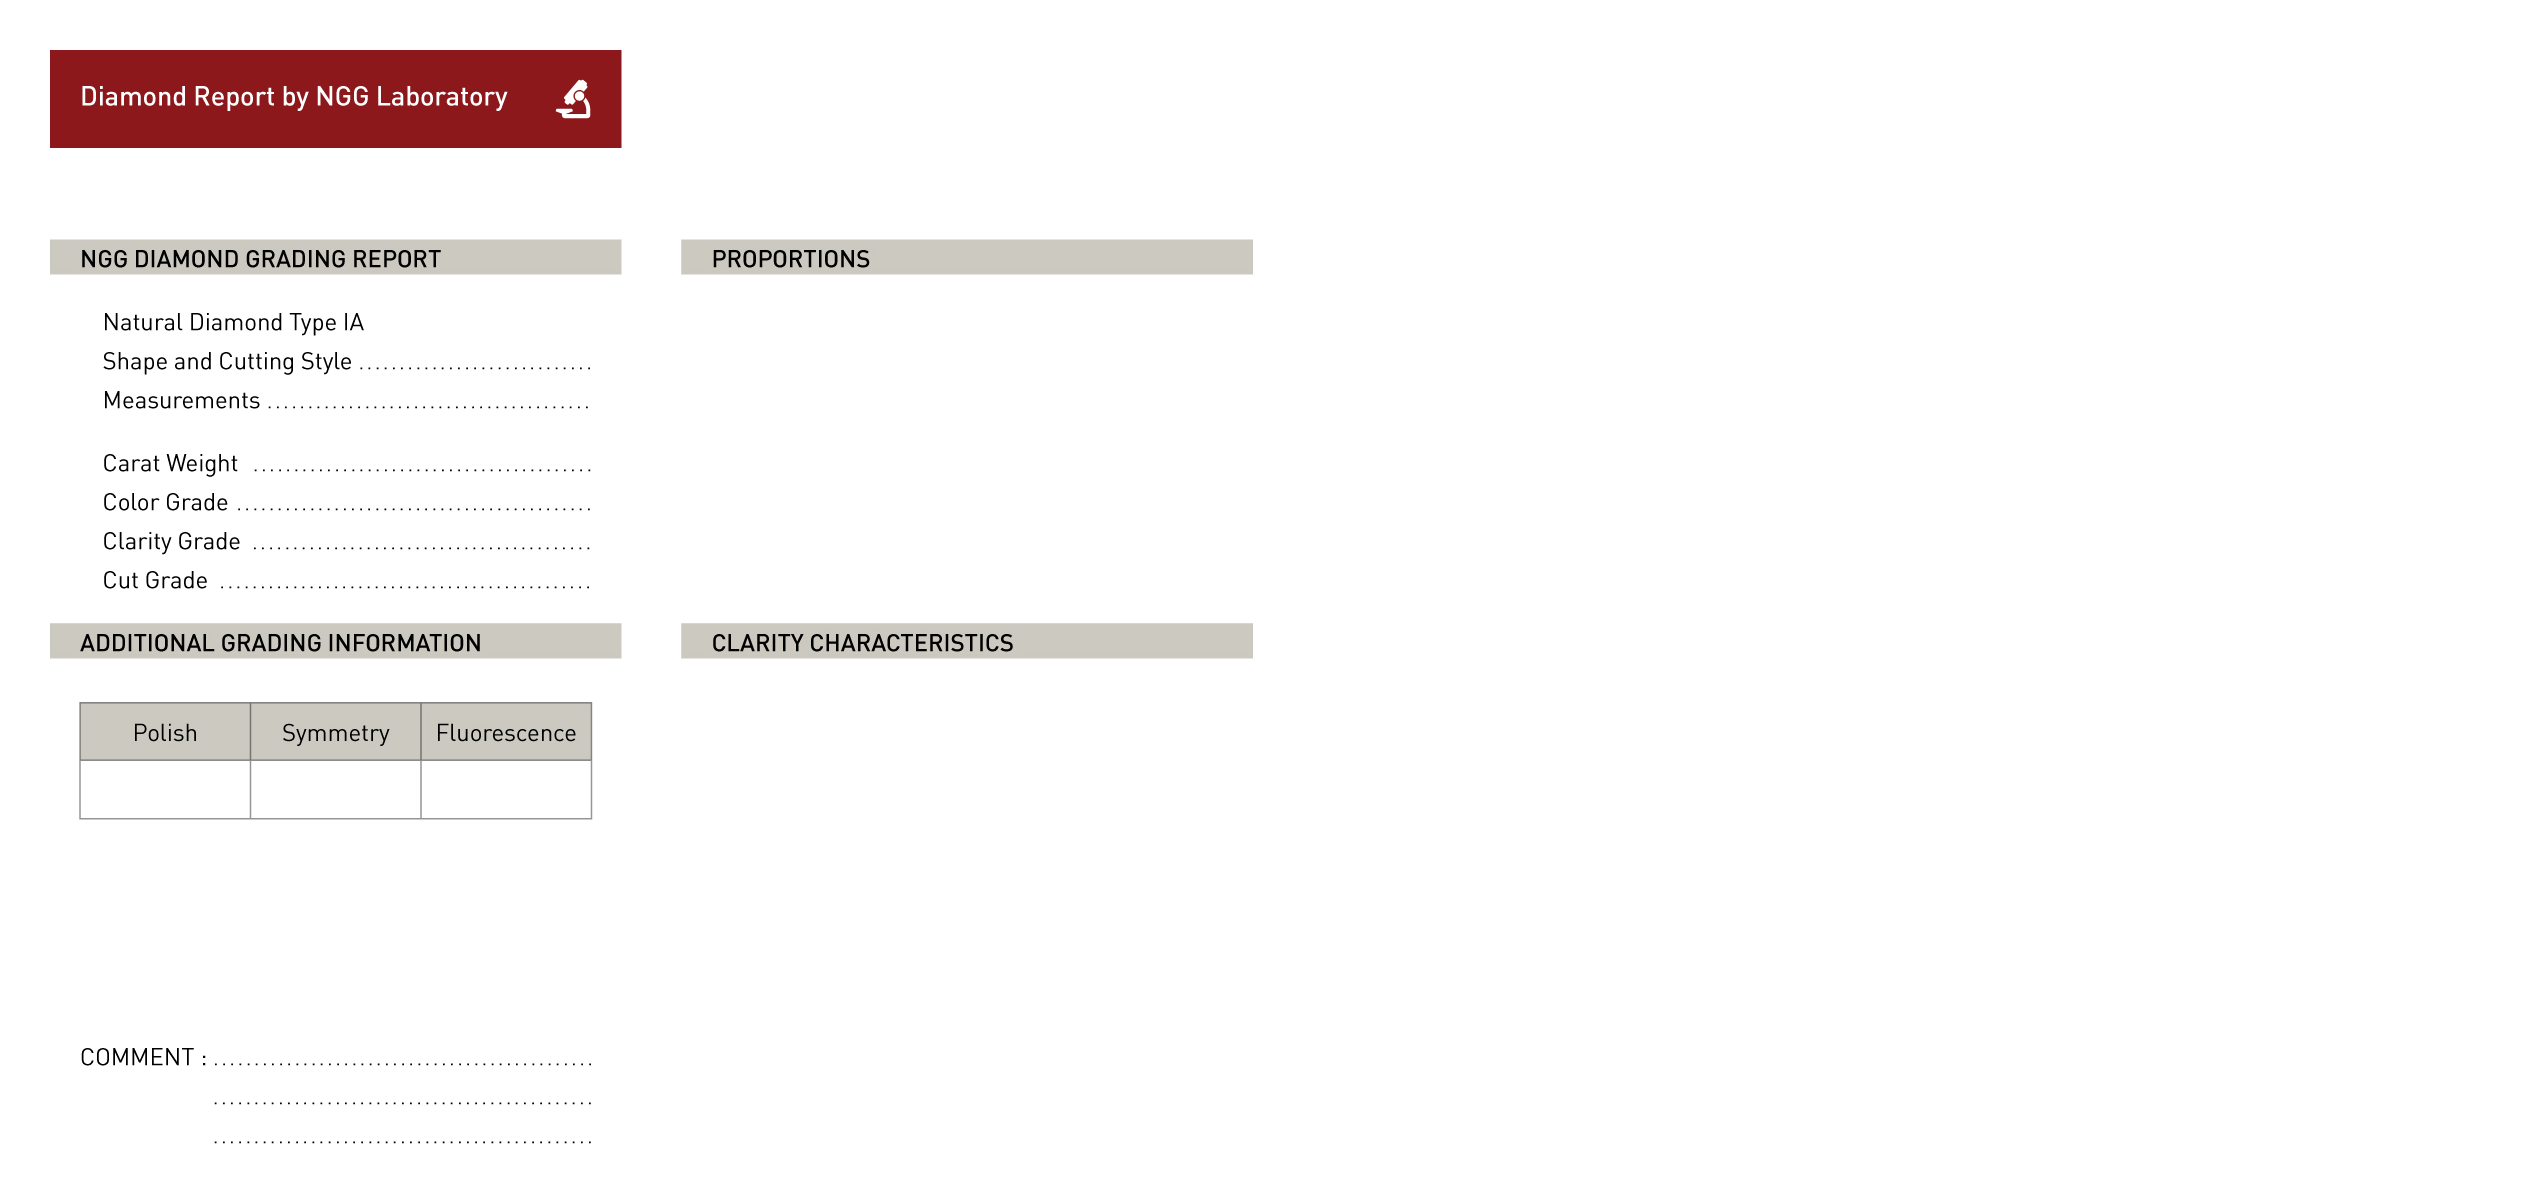 Diamond Report by NGG Laboratory
NGG DIAMOND GRADING REPORT
Natural Diamond Type IA
Shape and Cutting Style .............................
Measurements ........................................
Carat Weight ..........................................
Color Grade ............................................
Clarity Grade ..........................................
Cut Grade ..............................................
ADDITIONAL GRADING INFORMATION
Polish Symmetry Fluorescence
COMMENT : ...............................................
...............................................
...............................................
PROPORTIONS
CLARITY CHARACTERISTICS